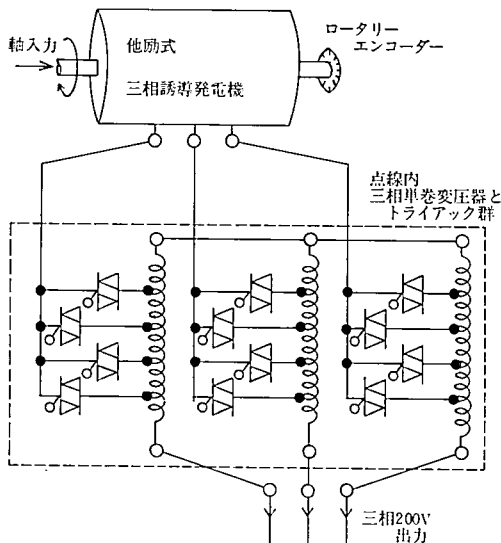 軸入力
他励式
三相誘導発電機
ロータリー
エンコーダー
点線内
三相単巻変圧器と
トライアック群
三相200V
出力